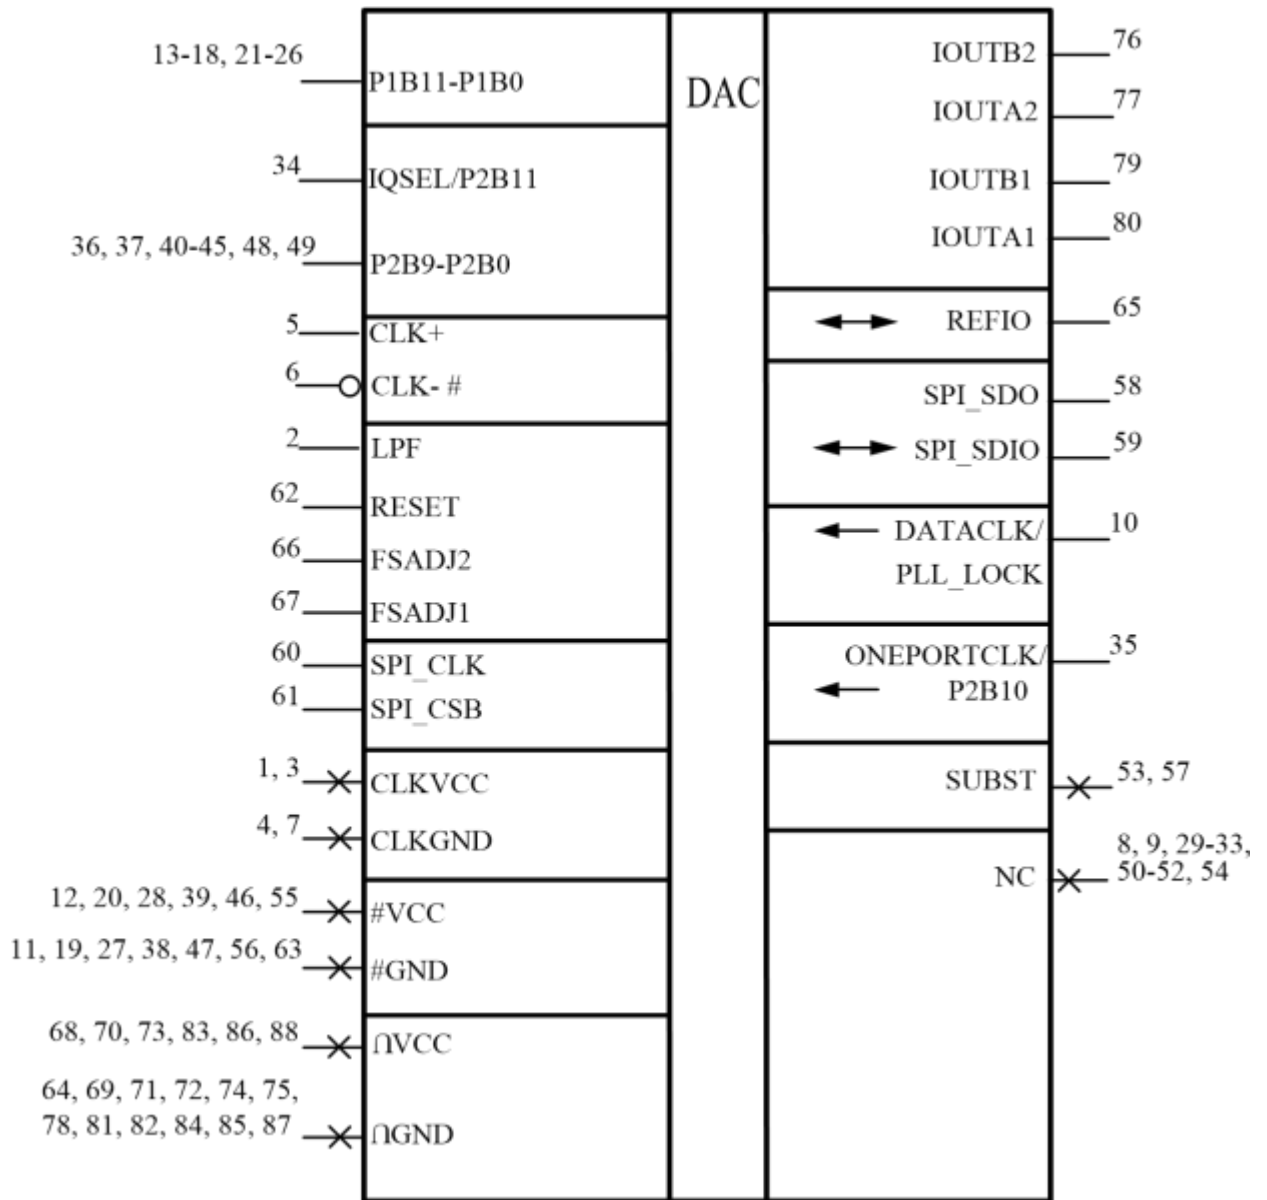 13-18, 21-26
P1B11-P1B0
34
IQSEL/P2B11
36, 37, 40-45, 48, 49
P2B9-P2B0
5
CLK+
6
CLK- #
2
LPF
62
RESET
66
FSADJ2
67
FSADJ1
60
SPI_CLK
61
SPI_CSB
1, 3
CLKVCC
4, 7
CLKGND
12, 20, 28, 39, 46, 55
#VCC
11, 19, 27, 38, 47, 56, 63
#GND
68, 70, 73, 83, 86, 88
∩VCC
64, 69, 71, 72, 74, 75,
78, 81, 82, 84, 85, 87
∩GND
DAC
IOUTB2
76
IOUTA2
77
IOUTB1
79
IOUTA1
80
REFIO
65
SPI_SDO
58
SPI_SDIO
59
DATACLK/
PLL_LOCK
10
ONEPORTCLK/
P2B10
35
SUBST
53, 57
NC
8, 9, 29-33,
50-52, 54